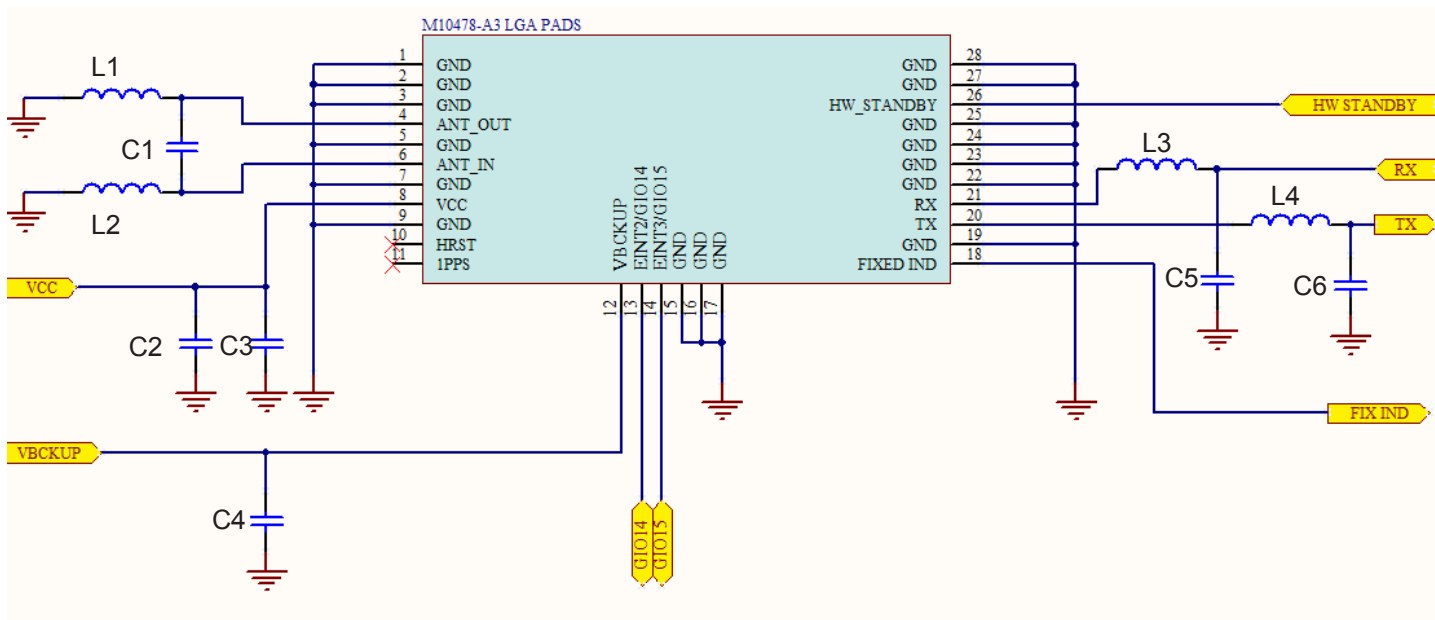 M10478-A3 LGA PADS
L1
C1
L2
1 GND
2 GND
3 GND
4 ANT_OUT
5 GND
6 ANT_IN
7 GND
8 VCC
9 GND
10 HRST
11 1PPS
28 GND
27 GND
26 HW_STANDBY
25 GND
24 GND
23 GND
22 GND
21 RX
20 TX
19 GND
18 FIXED IND
12 VBCKUP
13 EINT2/GIO14
14 EINT3/GIO15
15 GND
16 GND
17 GND
HW STANDBY
L3
RX
L4
TX
C5
C6
VCC
C2
C3
FIX IND
VBCKUP
C4
GIO14
GIO15